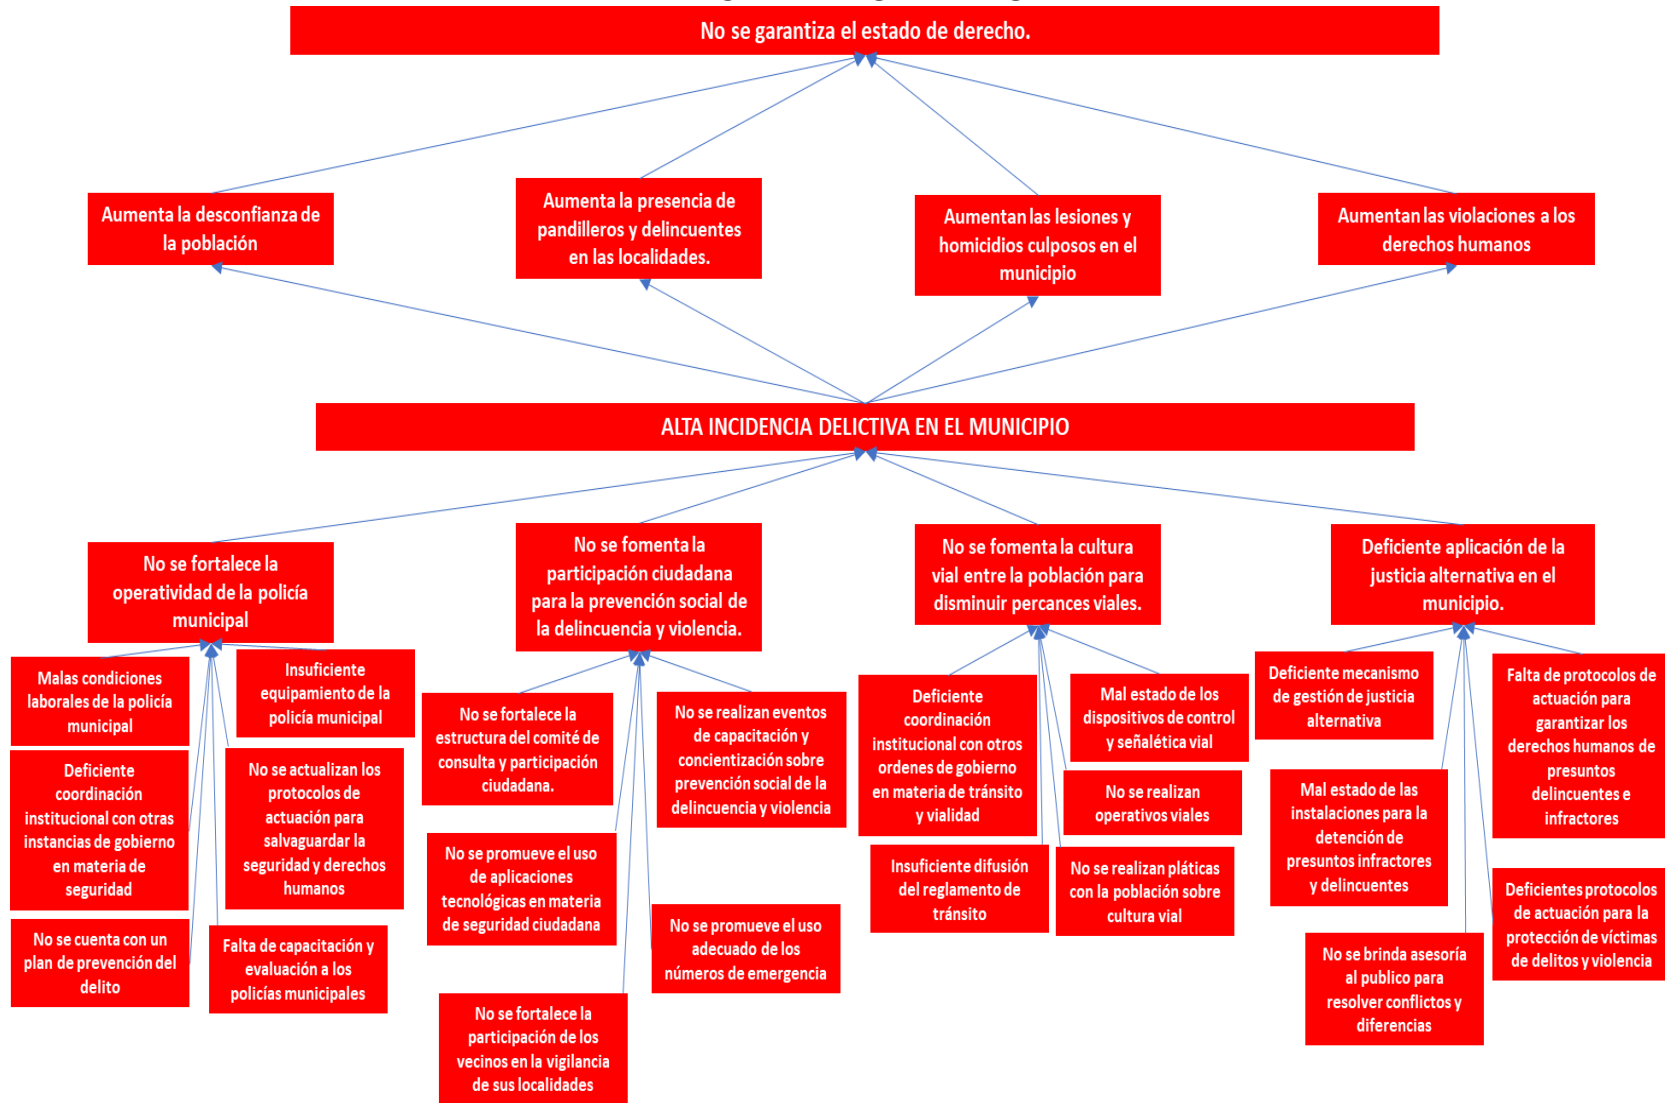 No se garantiza el estado de derecho.
Aumenta la desconfianza de
la población
Aumenta la presencia de
pandilleros y delincuentes
en las localidades.
Aumentan las lesiones y
homicidios culposos en el
municipio
Aumentan las violaciones a los
derechos humanos
ALTA INCIDENCIA DELICTIVA EN EL MUNICIPIO
No se fortalece la
operatividad de la policía
municipal
No se fomenta la
participación ciudadana
para la prevención social de
la delincuencia y violencia.
No se fomenta la cultura
vial entre la población para
disminuir percances viales.
Deficiente aplicación de la
justicia alternativa en el
municipio.
Malas condiciones
laborales de la policía
municipal
Insuficiente
equipamiento de la
policía municipal
Deficiente
coordinación
institucional con otras
instancias de gobierno
en materia de
seguridad
No se actualizan los
protocolos de
actuación para
salvaguardar la
seguridad y derechos
humanos
No se cuenta con un
plan de prevención del
delito
Falta de capacitación y
evaluación a los
policías municipales
No se fortalece la
estructura del comité de
consulta y participación
ciudadana.
No se realizan eventos
de capacitación y
concientización sobre
prevención social de la
delincuencia y violencia
No se promueve el uso
de aplicaciones
tecnológicas en materia
de seguridad ciudadana
No se promueve el uso
adecuado de los
números de emergencia
No se fortalece la
participación de los
vecinos en la vigilancia
de sus localidades
Deficiente
coordinación
institucional con otros
ordenes de gobierno
en materia de tránsito
y vialidad
Mal estado de los
dispositivos de control
y señalética vial
No se realizan
operativos viales
Insuficiente difusión
del reglamento de
tránsito
No se realizan pláticas
con la población sobre
cultura vial
Deficiente mecanismo
de gestión de justicia
alternativa
Falta de protocolos de
actuación para
garantizar los
derechos humanos de
presuntos
delincuentes e
infractores
Mal estado de las
instalaciones para la
detención de
presuntos infractores
y delincuentes
Deficientes protocolos
de actuación para la
protección de víctimas
de delitos y violencia
No se brinda asesoría
al publico para
resolver conflictos y
diferencias